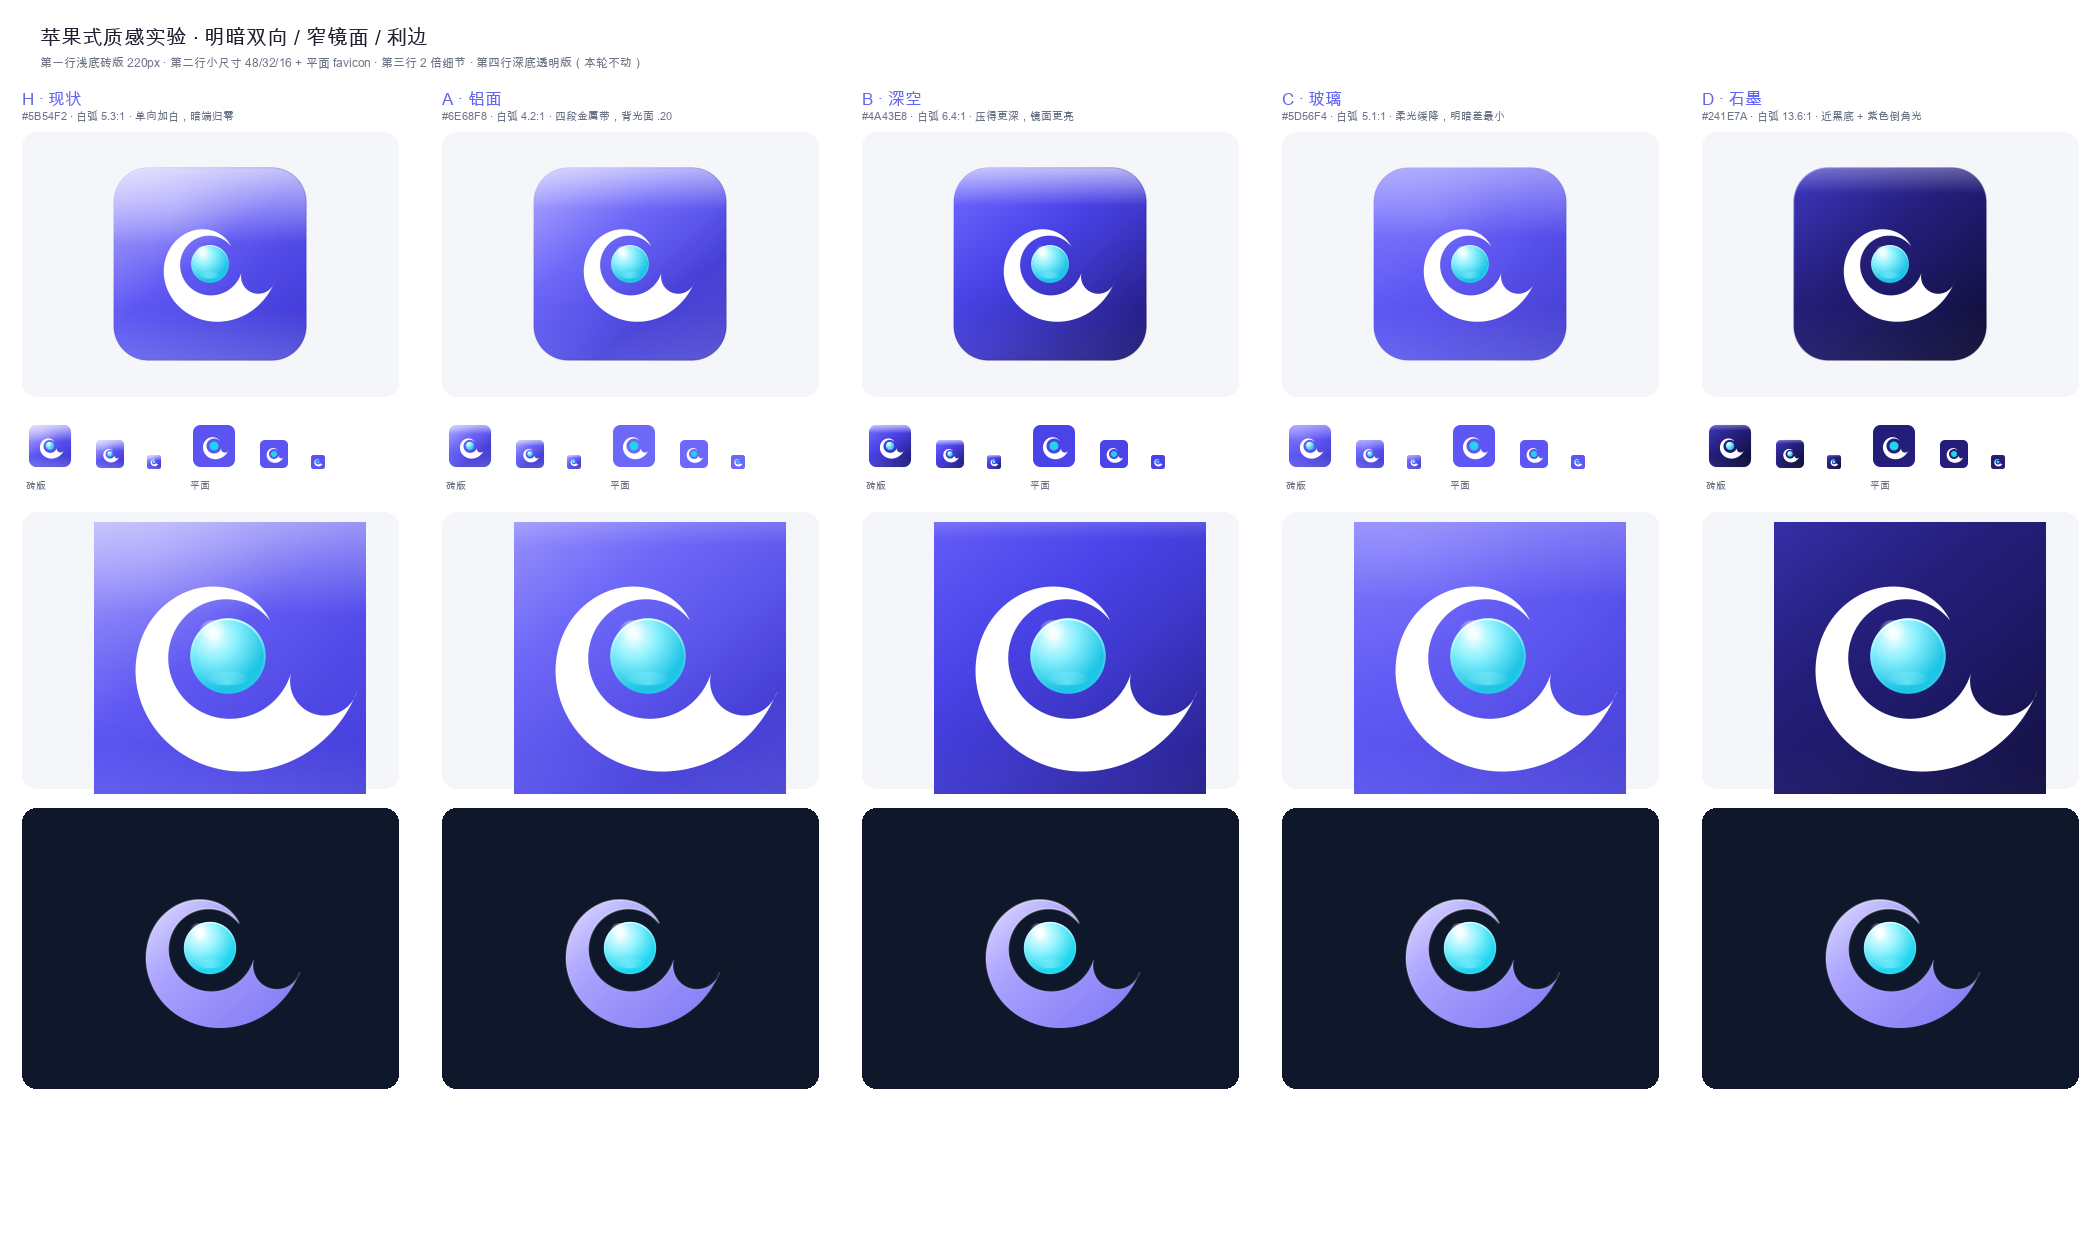 苹果式质感实验 · 明暗双向 / 窄镜面 / 利边
第一行浅底砖版 220px · 第二行小尺寸 48/32/16 + 平面 favicon · 第三行 2 倍细节 · 第四行深底透明版 ( 本轮不动 )
H · 现状
#5B54F2 · 白弧 5.3:1 · 单向加白，暗端归零
A · 铝面
#6E68F8 · 白弧 4.2:1 · 四段金属带，背光面 .20
B · 深空
#4A43E8 · 白弧 6.4:1 · 压得更深，镜面更亮
C · 玻璃
#5D56F4 · 白弧 5.1:1 · 柔光缓降，明暗差最小
D · 石墨
#241E7A · 白弧 13.6:1 · 近黑底 + 紫色倒角光
砖版 平面
砖版 平面
砖版 平面
砖版 平面
砖版 平面